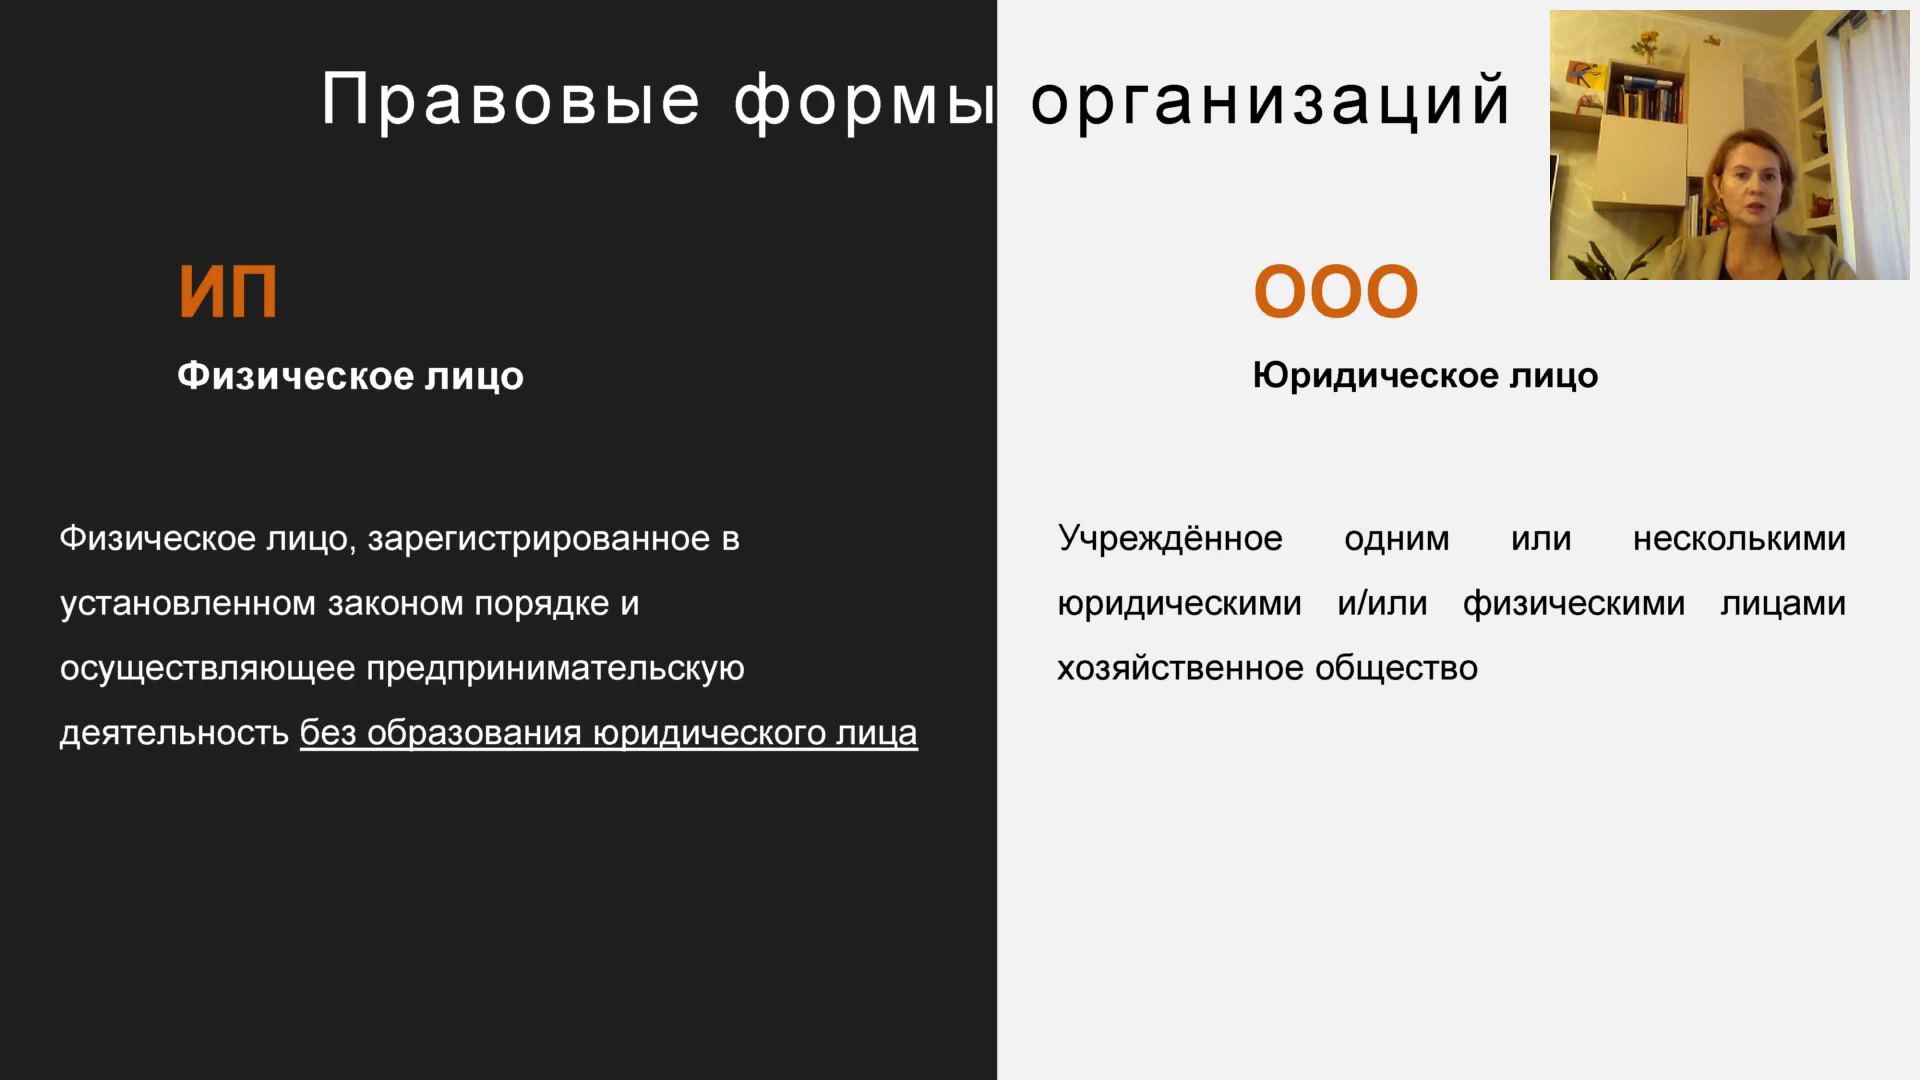 Правовые формы организаций
ИП
Физическое лицо
Физическое лицо, зарегистрированное в
установленном законом порядке и
осуществляющее предпринимательскую
деятельность без образования юридического лица
ООО
Юридическое лицо
Учреждённое одним или несколькими
юридическими и/или физическими лицами
хозяйственное общество